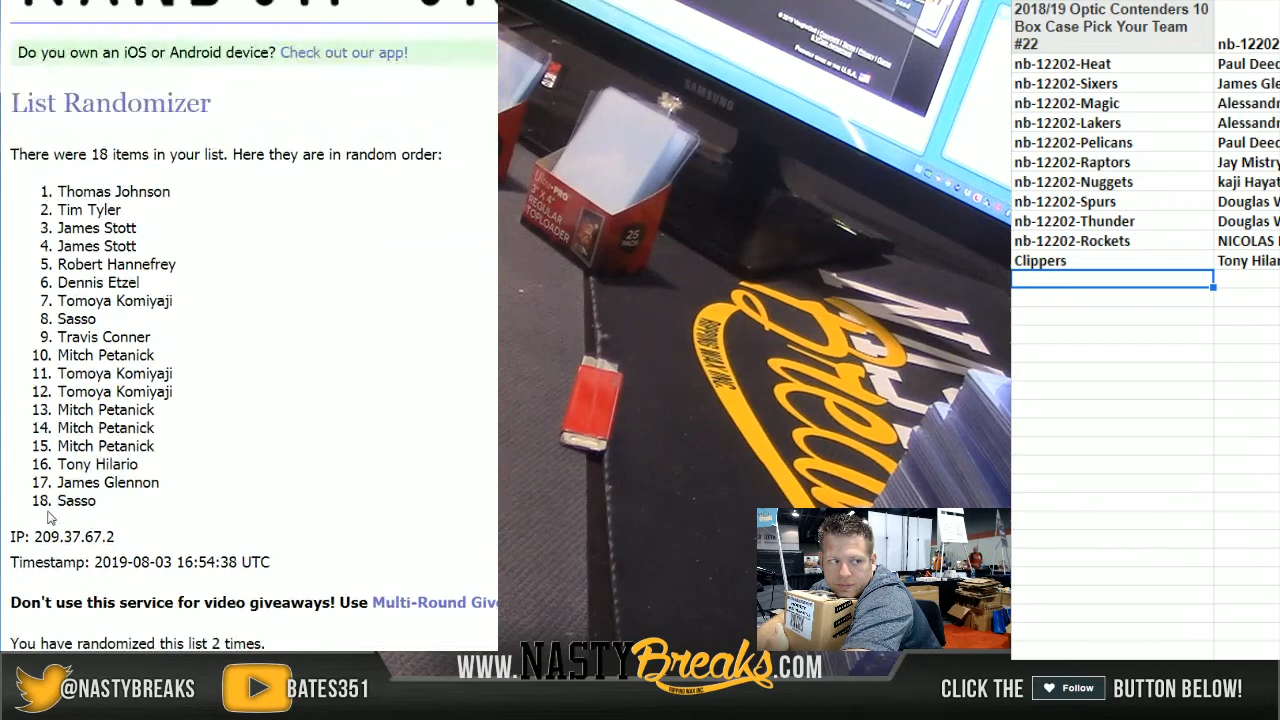 Do you own an iOS or Android device? Check out our app!
List Randomizer
There were 18 items in your list. Here they are in random order:
1. Thomas Johnson
2. Tim Tyler
3. James Stott
4. James Stott
5. Robert Hannefrey
6. Dennis Etzel
7. Tomoya Komiyaji
8. Sasso
9. Travis Conner
10. Mitch Petanick
11. Tomoya Komiyaji
12. Tomoya Komiyaji
13. Mitch Petanick
14. Mitch Petanick
15. Mitch Petanick
16. Tony Hilario
17. James Glennon
18. Sasso
IP: 209.37.67.2
Timestamp: 2019-08-03 16:54:38 UTC
Don't use this service for video giveaways! Use Multi-Round Giv
You have randomized this list 2 times.
SAMSUNG
Ultra PRO
3" X 4"
REGULAR
TOPLOADER
25
PACK
RIPPING WAX INC
2018/19 Optic Contenders 10
Box Case Pick Your Team
#22 nb-12202
nb-12202-Heat Paul Deed
nb-12202-Sixers James Gle
nb-12202-Magic Alessandr
nb-12202-Lakers Alessandr
nb-12202-Pelicans Paul Deed
nb-12202-Raptors Jay Mistry
nb-12202-Nuggets kaji Hayat
nb-12202-Spurs Douglas W
nb-12202-Thunder Douglas W
nb-12202-Rockets NICOLAS
Clippers Tony Hilari
@NASTYBREAKS BATES351 WWW.NASTYBreaks.COM CLICK THE Follow BUTTON BELOW!
RIPPING WAX INC